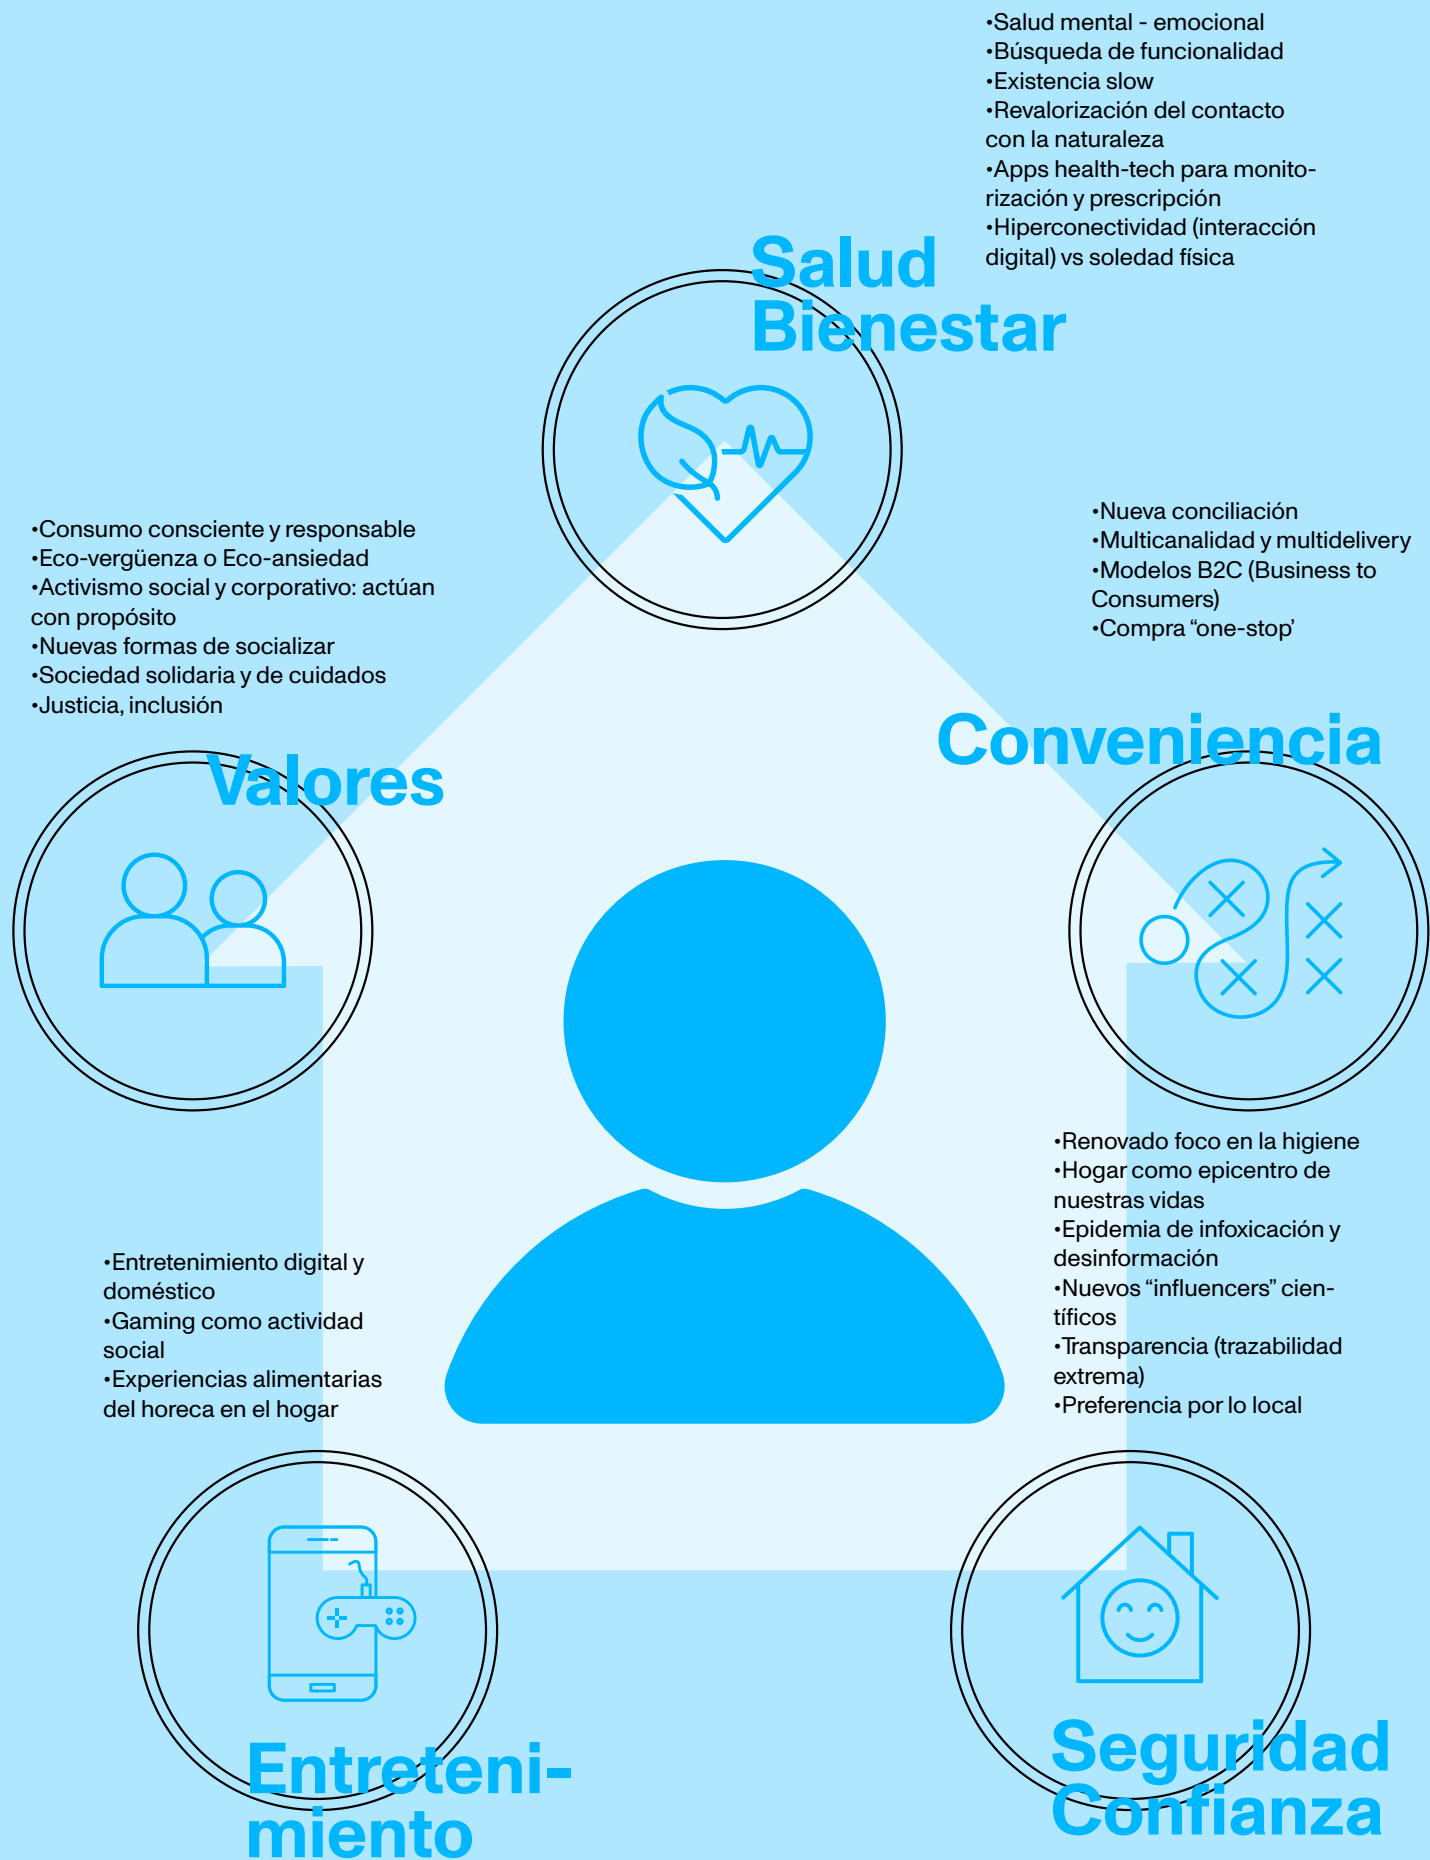 •Salud mental - emocional
•Búsqueda de funcionalidad
•Existencia slow
•Revalorización del contacto
con la naturaleza
•Apps health-tech para monito-
rización y prescripción
•Hiperconectividad (interacción
digital) vs soledad física
Salud
Bienestar
•Consumo consciente y responsable
•Eco-vergüenza o Eco-ansiedad
•Activismo social y corporativo: actúan
con propósito
•Nuevas formas de socializar
•Sociedad solidaria y de cuidados
•Justicia, inclusión
Valores
•Nueva conciliación
•Multicanalidad y multidelivery
•Modelos B2C (Business to
Consumers)
•Compra “one-stop’
Conveniencia
•Entretenimiento digital y
doméstico
•Gaming como actividad
social
•Experiencias alimentarias
del horeca en el hogar
Entreteni-
miento
•Renovado foco en la higiene
•Hogar como epicentro de
nuestras vidas
•Epidemia de infoxicación y
desinformación
•Nuevos “influencers” cien-
tíficos
•Transparencia (trazabilidad
extrema)
•Preferencia por lo local
Seguridad
Confianza